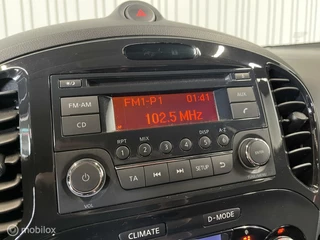 FM1-P1 01:41
102.5 MHz
FM·AM
AUX
CD
RPT MIX DISP A-Z
1 2 3 4 5 6
TA SETUP
VOL
CLIMATE D-MODE
© mobilox